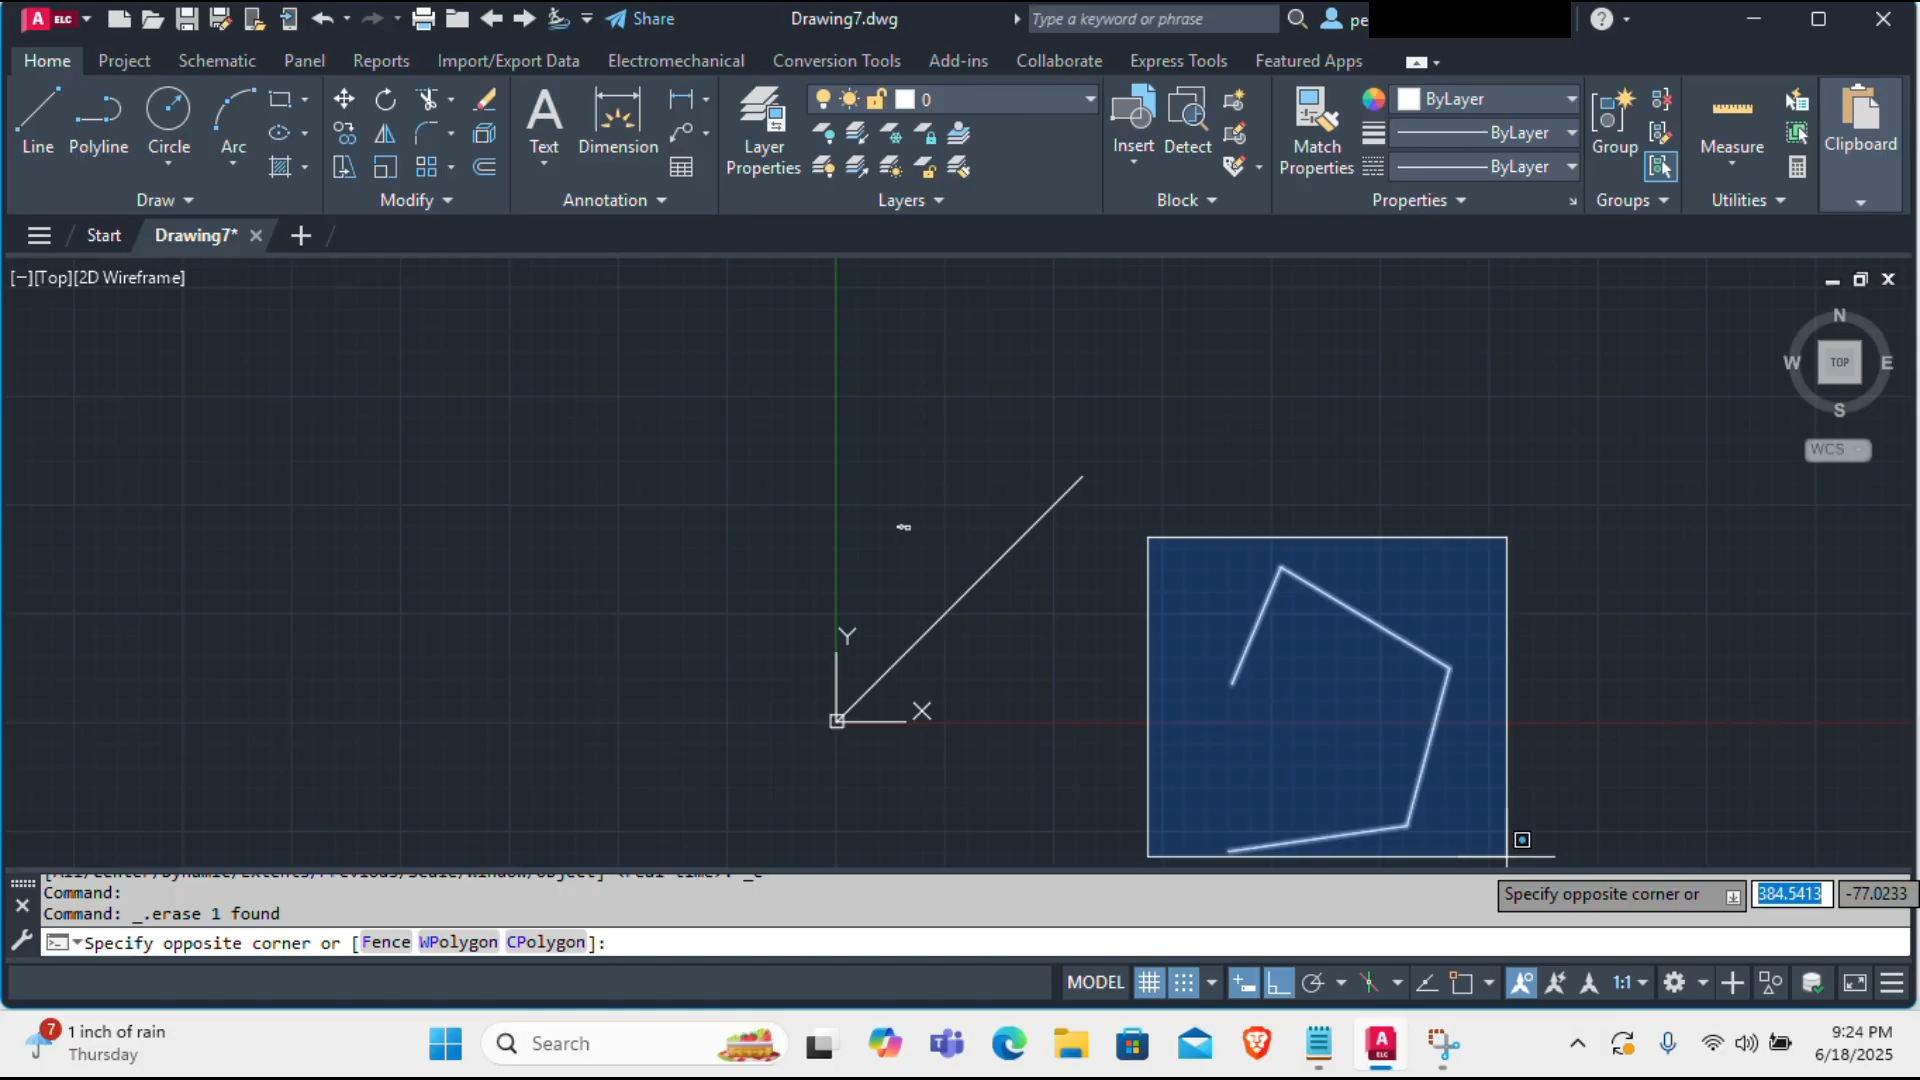 A ELC Share Drawing7.dwg Type a keyword or phrase pe
Home Project Schematic Panel Reports Import/Export Data Electromechanical Conversion Tools Add-ins Collaborate Express Tools Featured Apps
0 ByLayer
ByLayer
ByLayer
Line Polyline Circle Arc Text Dimension Layer Properties Insert Detect Match Properties Group Measure Clipboard
Draw Modify Annotation Layers Block Properties Groups Utilities
Start Drawing7*
[−][Top][2D Wireframe]
N
W TOP E
S
WCS
Y
X
Command:
Command: _.erase 1 found
Specify opposite corner or 384.5413 -77.0233
Specify opposite corner or [Fence WPolygon CPolygon]:
MODEL 1:1
7 1 inch of rain
Thursday
Search
A ELC
9:24 PM
6/18/2025